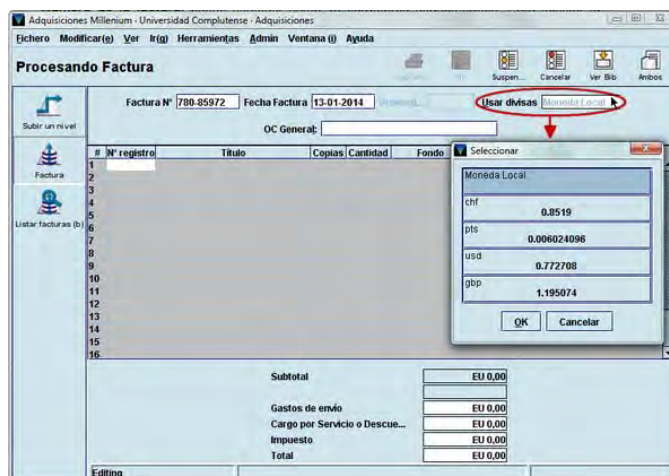 Adquisiciones Millenium - Universidad Complutense - Adquisiciones
Fichero Modificar(e) Ver Ir(g) Herramientas Admin Ventana (i) Ayuda
Procesando Factura
Suspen... Cancelar Ver Bib Ambos
Subir un nivel
Factura Nº 780-85972 Fecha Factura 13-01-2014 Usar divisas Moneda Local
OC General:
# Nº registro Título Copias Cantidad Fondo
Factura
Listar facturas (b)
1
2
3
4
5
6
7
8
9
10
11
12
13
14
15
16
Seleccionar
Moneda Local
chf
0.8519
pts
0.006024096
usd
0.772708
gbp
1.195074
OK Cancelar
Subtotal EU 0,00
Gastos de envío EU 0,00
Cargo por Servicio o Descue... EU 0,00
Impuesto EU 0,00
Total EU 0,00
Editing